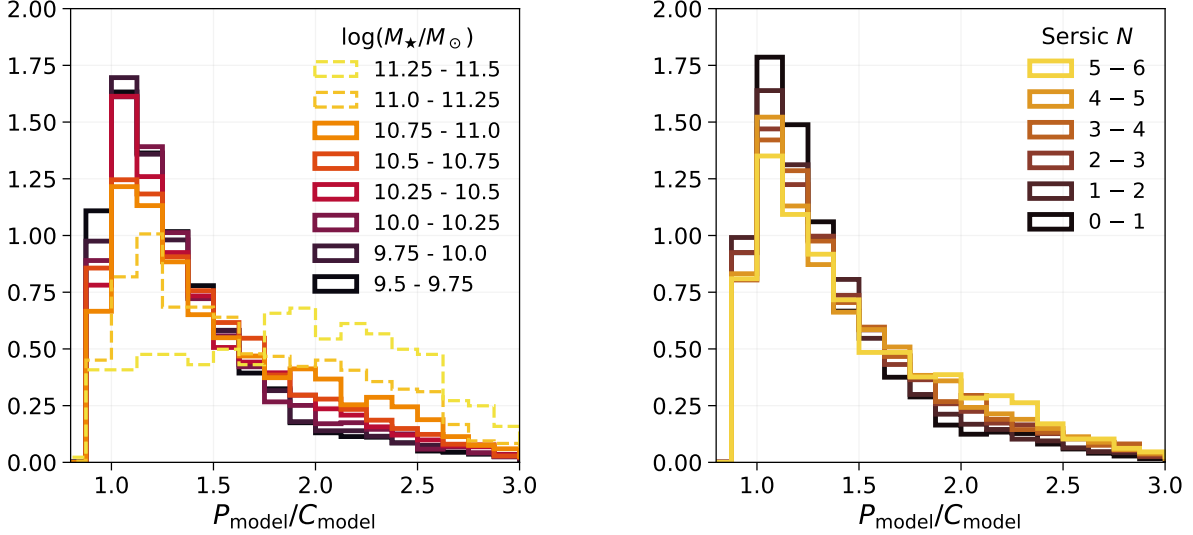 2.00
1.75
1.50
1.25
1.00
0.75
0.50
0.25
0.00
1.0 1.5 2.0 2.5 3.0
P_model/C_model
log(M★/M⊙)
11.25 - 11.5
11.0 - 11.25
10.75 - 11.0
10.5 - 10.75
10.25 - 10.5
10.0 - 10.25
9.75 - 10.0
9.5 - 9.75
2.00
1.75
1.50
1.25
1.00
0.75
0.50
0.25
0.00
1.0 1.5 2.0 2.5 3.0
P_model/C_model
Sersic N
5 − 6
4 − 5
3 − 4
2 − 3
1 − 2
0 − 1